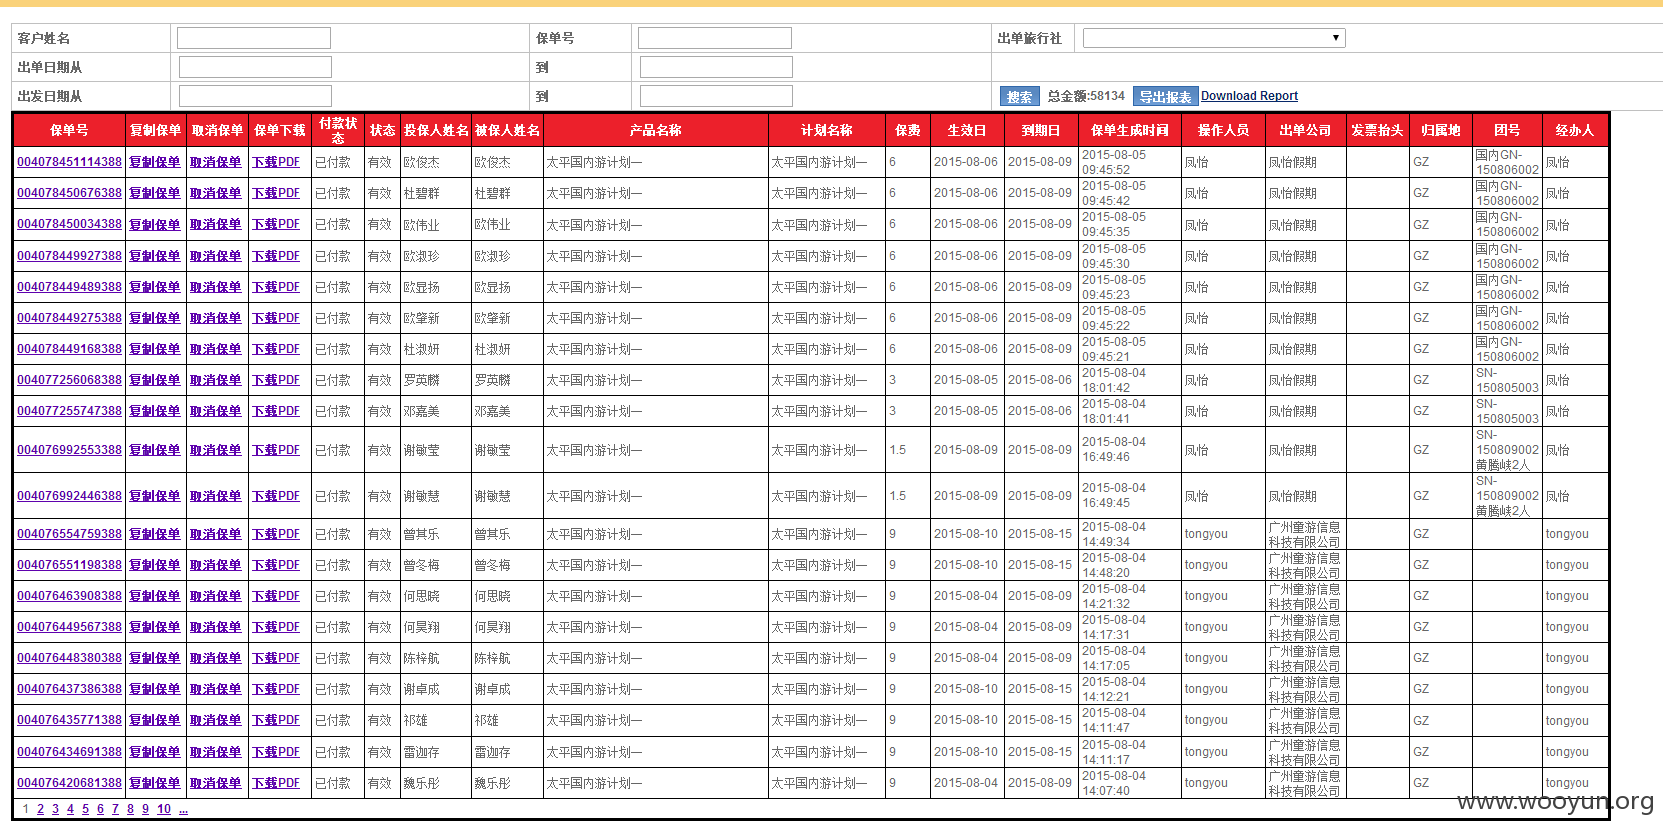 客户姓名 保单号 出单旅行社
出单日期从 到
出发日期从 到 搜索 总金额:58134 导出报表 Download Report
保单号 复制保单 取消保单 保单下载 付款状态 状态 投保人姓名 被保人姓名 产品名称 计划名称 保费 生效日 到期日 保单生成时间 操作人员 出单公司 发票抬头 归属地 团号 经办人
004078451114388 复制保单 取消保单 下载PDF 已付款 有效 欧俊杰 欧俊杰 太平国内游计划一 太平国内游计划一 6 2015-08-06 2015-08-09 2015-08-05 09:45:52 凤怡 凤怡假期 GZ 国内GN-150806002 凤怡
004078450676388 复制保单 取消保单 下载PDF 已付款 有效 杜碧群 杜碧群 太平国内游计划一 太平国内游计划一 6 2015-08-06 2015-08-09 2015-08-05 09:45:42 凤怡 凤怡假期 GZ 国内GN-150806002 凤怡
004078450034388 复制保单 取消保单 下载PDF 已付款 有效 欧伟业 欧伟业 太平国内游计划一 太平国内游计划一 6 2015-08-06 2015-08-09 2015-08-05 09:45:35 凤怡 凤怡假期 GZ 国内GN-150806002 凤怡
004078449927388 复制保单 取消保单 下载PDF 已付款 有效 欧淑珍 欧淑珍 太平国内游计划一 太平国内游计划一 6 2015-08-06 2015-08-09 2015-08-05 09:45:30 凤怡 凤怡假期 GZ 国内GN-150806002 凤怡
004078449489388 复制保单 取消保单 下载PDF 已付款 有效 欧显扬 欧显扬 太平国内游计划一 太平国内游计划一 6 2015-08-06 2015-08-09 2015-08-05 09:45:23 凤怡 凤怡假期 GZ 国内GN-150806002 凤怡
004078449275388 复制保单 取消保单 下载PDF 已付款 有效 欧肇新 欧肇新 太平国内游计划一 太平国内游计划一 6 2015-08-06 2015-08-09 2015-08-05 09:45:22 凤怡 凤怡假期 GZ 国内GN-150806002 凤怡
004078449168388 复制保单 取消保单 下载PDF 已付款 有效 杜淑妍 杜淑妍 太平国内游计划一 太平国内游计划一 6 2015-08-06 2015-08-09 2015-08-05 09:45:21 凤怡 凤怡假期 GZ 国内GN-150806002 凤怡
004077256068388 复制保单 取消保单 下载PDF 已付款 有效 罗英麟 罗英麟 太平国内游计划一 太平国内游计划一 3 2015-08-05 2015-08-06 2015-08-04 18:01:42 凤怡 凤怡假期 GZ SN-150805003 凤怡
004077255747388 复制保单 取消保单 下载PDF 已付款 有效 邓嘉美 邓嘉美 太平国内游计划一 太平国内游计划一 3 2015-08-05 2015-08-06 2015-08-04 18:01:41 凤怡 凤怡假期 GZ SN-150805003 凤怡
004076992553388 复制保单 取消保单 下载PDF 已付款 有效 谢敏莹 谢敏莹 太平国内游计划一 太平国内游计划一 1.5 2015-08-09 2015-08-09 2015-08-04 16:49:46 凤怡 凤怡假期 GZ SN-150809002黄腾峡2人 凤怡
004076992446388 复制保单 取消保单 下载PDF 已付款 有效 谢敏慧 谢敏慧 太平国内游计划一 太平国内游计划一 1.5 2015-08-09 2015-08-09 2015-08-04 16:49:45 凤怡 凤怡假期 GZ SN-150809002黄腾峡2人 凤怡
004076554759388 复制保单 取消保单 下载PDF 已付款 有效 曾其乐 曾其乐 太平国内游计划一 太平国内游计划一 9 2015-08-10 2015-08-15 2015-08-04 14:49:34 tongyou 广州童游信息科技有限公司 GZ tongyou
004076551198388 复制保单 取消保单 下载PDF 已付款 有效 曾冬梅 曾冬梅 太平国内游计划一 太平国内游计划一 9 2015-08-10 2015-08-15 2015-08-04 14:48:20 tongyou 广州童游信息科技有限公司 GZ tongyou
004076463908388 复制保单 取消保单 下载PDF 已付款 有效 何思晓 何思晓 太平国内游计划一 太平国内游计划一 9 2015-08-04 2015-08-09 2015-08-04 14:21:32 tongyou 广州童游信息科技有限公司 GZ tongyou
004076449567388 复制保单 取消保单 下载PDF 已付款 有效 何昊翔 何昊翔 太平国内游计划一 太平国内游计划一 9 2015-08-04 2015-08-09 2015-08-04 14:17:31 tongyou 广州童游信息科技有限公司 GZ tongyou
004076448380388 复制保单 取消保单 下载PDF 已付款 有效 陈梓航 陈梓航 太平国内游计划一 太平国内游计划一 9 2015-08-04 2015-08-09 2015-08-04 14:17:05 tongyou 广州童游信息科技有限公司 GZ tongyou
004076437386388 复制保单 取消保单 下载PDF 已付款 有效 谢卓成 谢卓成 太平国内游计划一 太平国内游计划一 9 2015-08-10 2015-08-15 2015-08-04 14:12:21 tongyou 广州童游信息科技有限公司 GZ tongyou
004076435771388 复制保单 取消保单 下载PDF 已付款 有效 祁雄 祁雄 太平国内游计划一 太平国内游计划一 9 2015-08-10 2015-08-15 2015-08-04 14:11:47 tongyou 广州童游信息科技有限公司 GZ tongyou
004076434691388 复制保单 取消保单 下载PDF 已付款 有效 雷迦存 雷迦存 太平国内游计划一 太平国内游计划一 9 2015-08-10 2015-08-15 2015-08-04 14:11:17 tongyou 广州童游信息科技有限公司 GZ tongyou
004076420681388 复制保单 取消保单 下载PDF 已付款 有效 魏乐彤 魏乐彤 太平国内游计划一 太平国内游计划一 9 2015-08-04 2015-08-09 2015-08-04 14:07:40 tongyou 广州童游信息科技有限公司 GZ tongyou
1 2 3 4 5 6 7 8 9 10 ...
www.wooyun.org